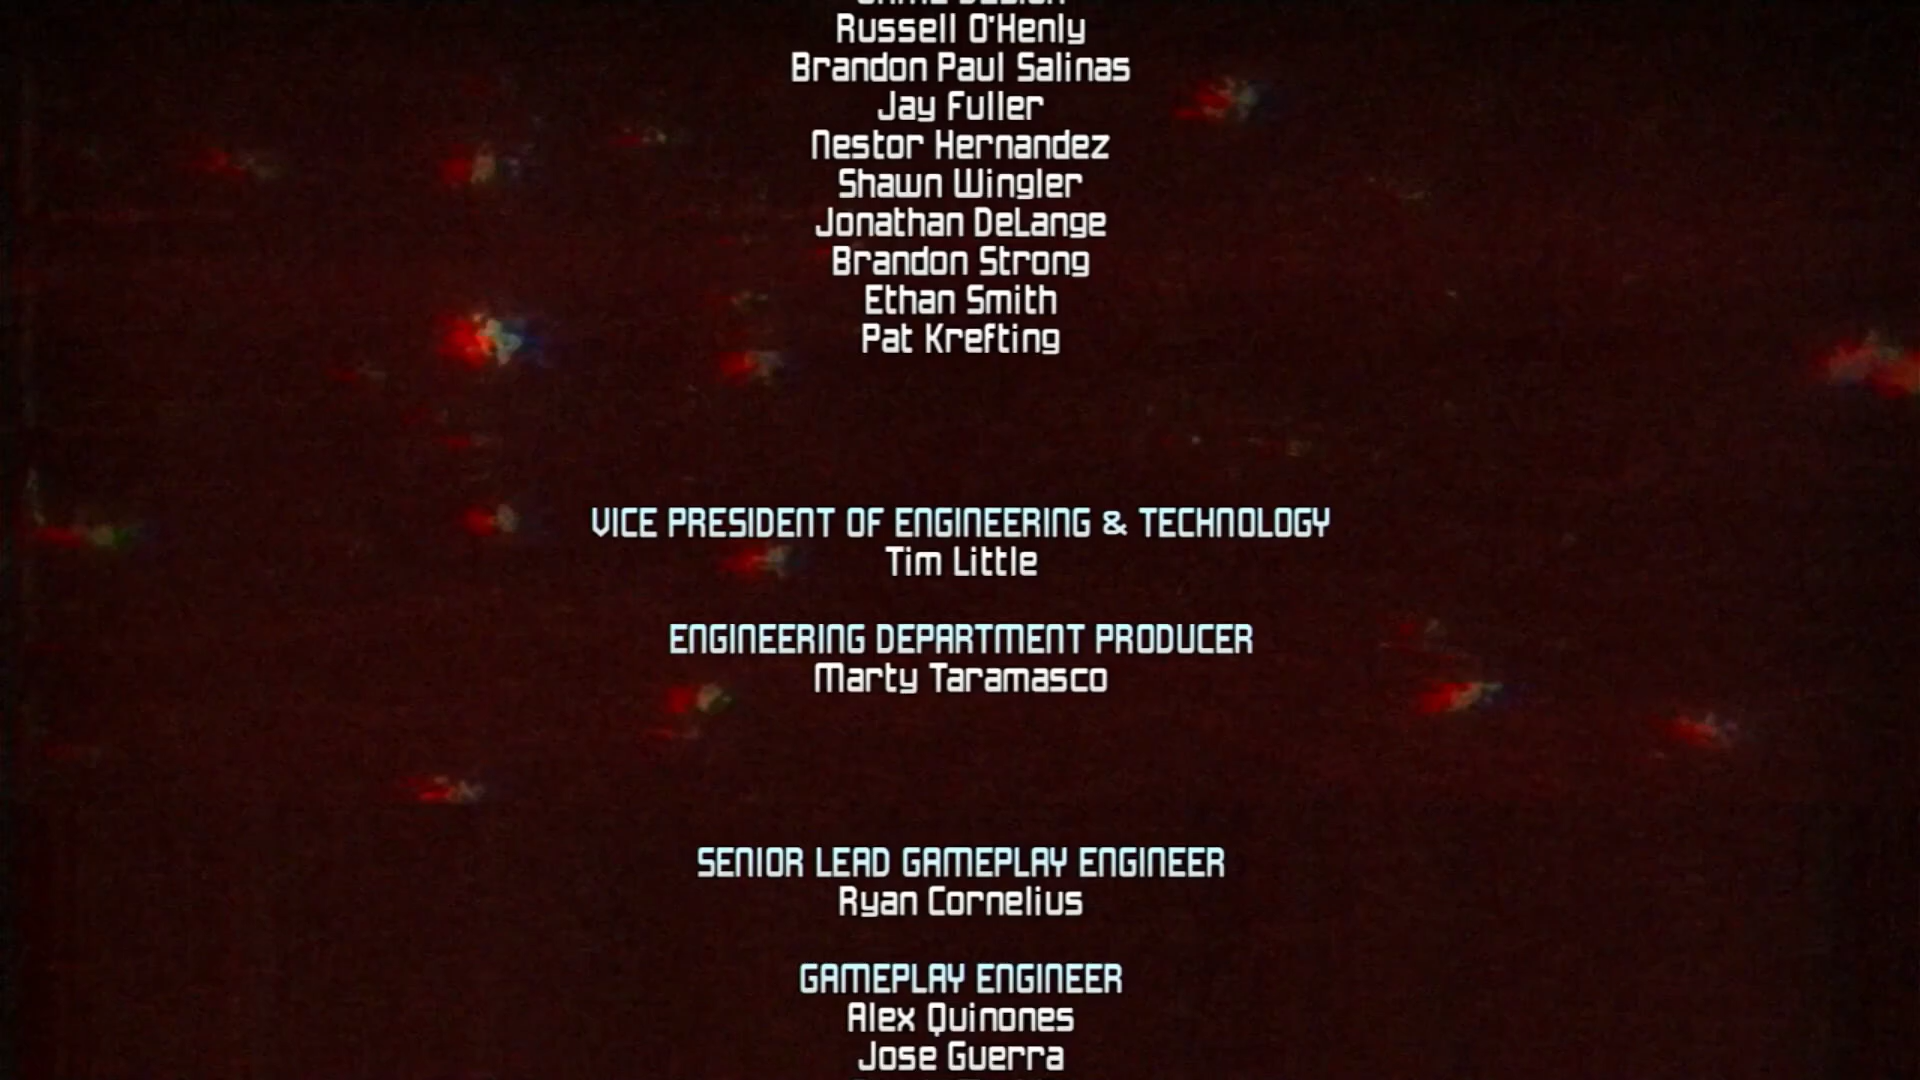 GAME DESIGN
Russell O'Henly
Brandon Paul Salinas
Jay Fuller
Nestor Hernandez
Shawn Wingler
Jonathan DeLange
Brandon Strong
Ethan Smith
Pat Krefting
VICE PRESIDENT OF ENGINEERING & TECHNOLOGY
Tim Little
ENGINEERING DEPARTMENT PRODUCER
Marty Taramasco
SENIOR LEAD GAMEPLAY ENGINEER
Ryan Cornelius
GAMEPLAY ENGINEER
Alex Quinones
Jose Guerra